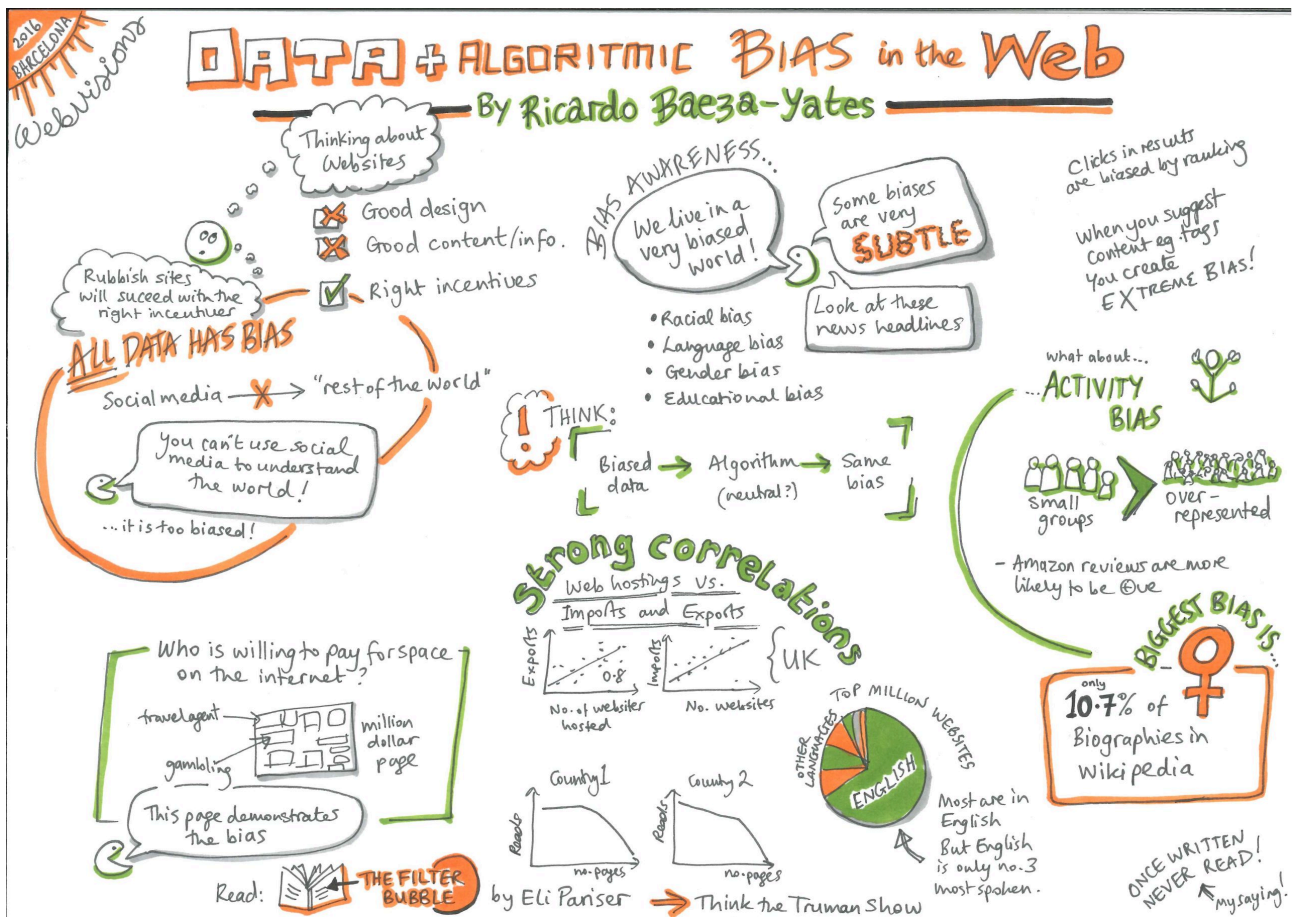 2016
BARCELONA
WebVisions
DATA + ALGORITMIC BIAS in the Web
By Ricardo Baeza-Yates
Thinking about
Websites
Good design
Good content/info.
Right incentives
Rubbish sites
will suceed with the
right incentives
ALL DATA HAS BIAS
Social media
"rest of the world"
You can't use social
media to understand
the world!
...it is too biased!
BIAS AWARENESS...
We live in a
very biased
world!
Some biases
are very
SUBTLE
Look at these
news headlines
• Racial bias
• Language bias
• Gender bias
• Educational bias
! THINK:
Biased
data
Algorithm
(neutral?)
Same
bias
Clicks in results
are biased by ranking
When you suggest
content eg. tags
you create
EXTREME BIAS!
what about...
...ACTIVITY
BIAS
small
groups
over-
represented
- Amazon reviews are more
likely to be ⊕ve
BIGGEST BIAS IS...
only
10.7% of
Biographies in
Wikipedia
Strong correlations
Web hostings vs.
Imports and Exports
Exports
0.8
No. of websites
hosted
Imports
No. websites
UK
Who is willing to pay for space
on the internet?
travel agent
gambling
million
dollar
page
This page demonstrates
the bias
Country 1
Reads
no. pages
Country 2
Reads
no. pages
TOP MILLION WEBSITES
OTHER
LANGUAGES
ENGLISH
Most are in
English
But English
is only no. 3
most spoken.
Read:
THE FILTER
BUBBLE
by Eli Pariser → Think the Truman Show
ONCE WRITTEN
NEVER READ!
my saying!